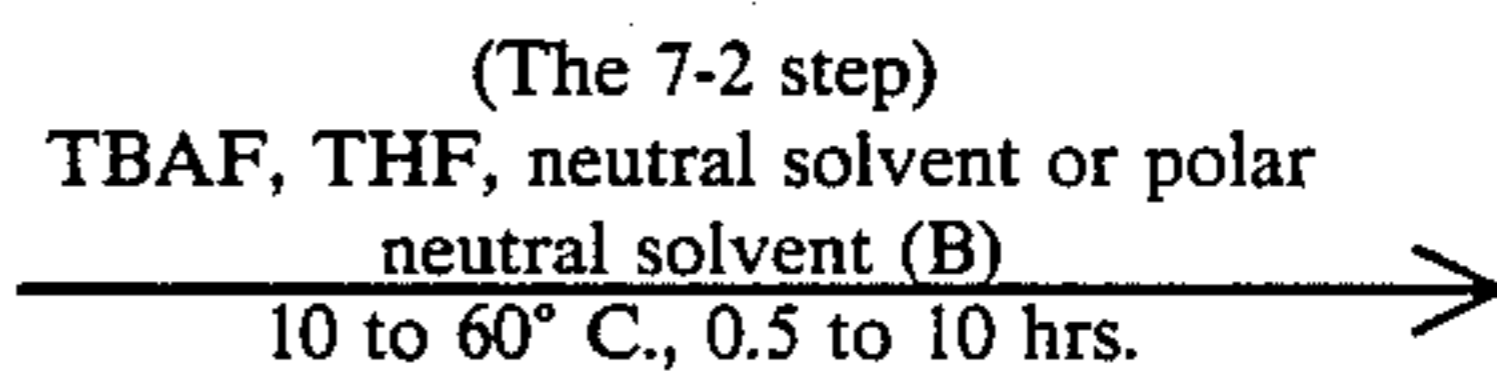 (The 7-2 step)
TBAF, THF, neutral solvent or polar
neutral solvent (B)
10 to 60° C., 0.5 to 10 hrs.